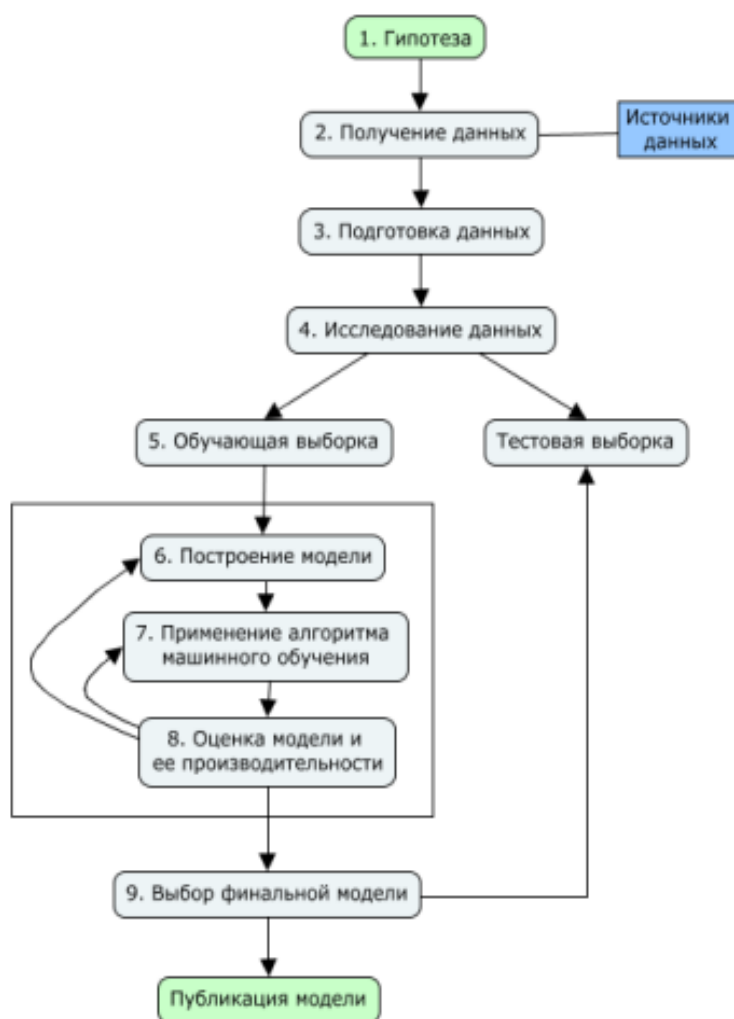 1. Гипотеза
2. Получение данных
Источники
данных
3. Подготовка данных
4. Исследование данных
5. Обучающая выборка
Тестовая выборка
6. Построение модели
7. Применение алгоритма
машинного обучения
8. Оценка модели и
ее производительности
9. Выбор финальной модели
Публикация модели